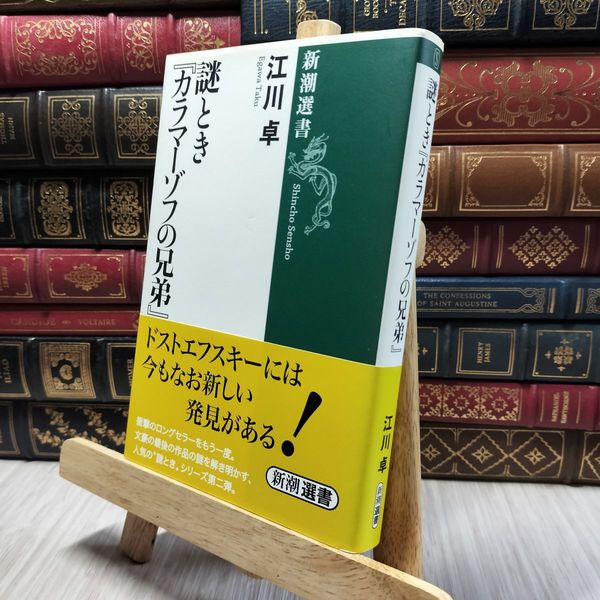 新潮選書
Shincho Sensho
江川 卓
Egawa Taku
謎とき
『カラマーゾフの兄弟』
ドストエフスキーには
今もなお新しい
発見がある!
衝撃のロングセラーをもう一度。
文豪の最後の作品の謎を解き明かす、
人気の“謎とき”シリーズ第二弾。
新潮選書
謎とき『カラマーゾフの兄弟』
江川 卓
新潮選書
CANDIDE
VOLTAIRE
THE CONFESSIONS
OF SAINT AUGUSTINE
HENRY
JAMES